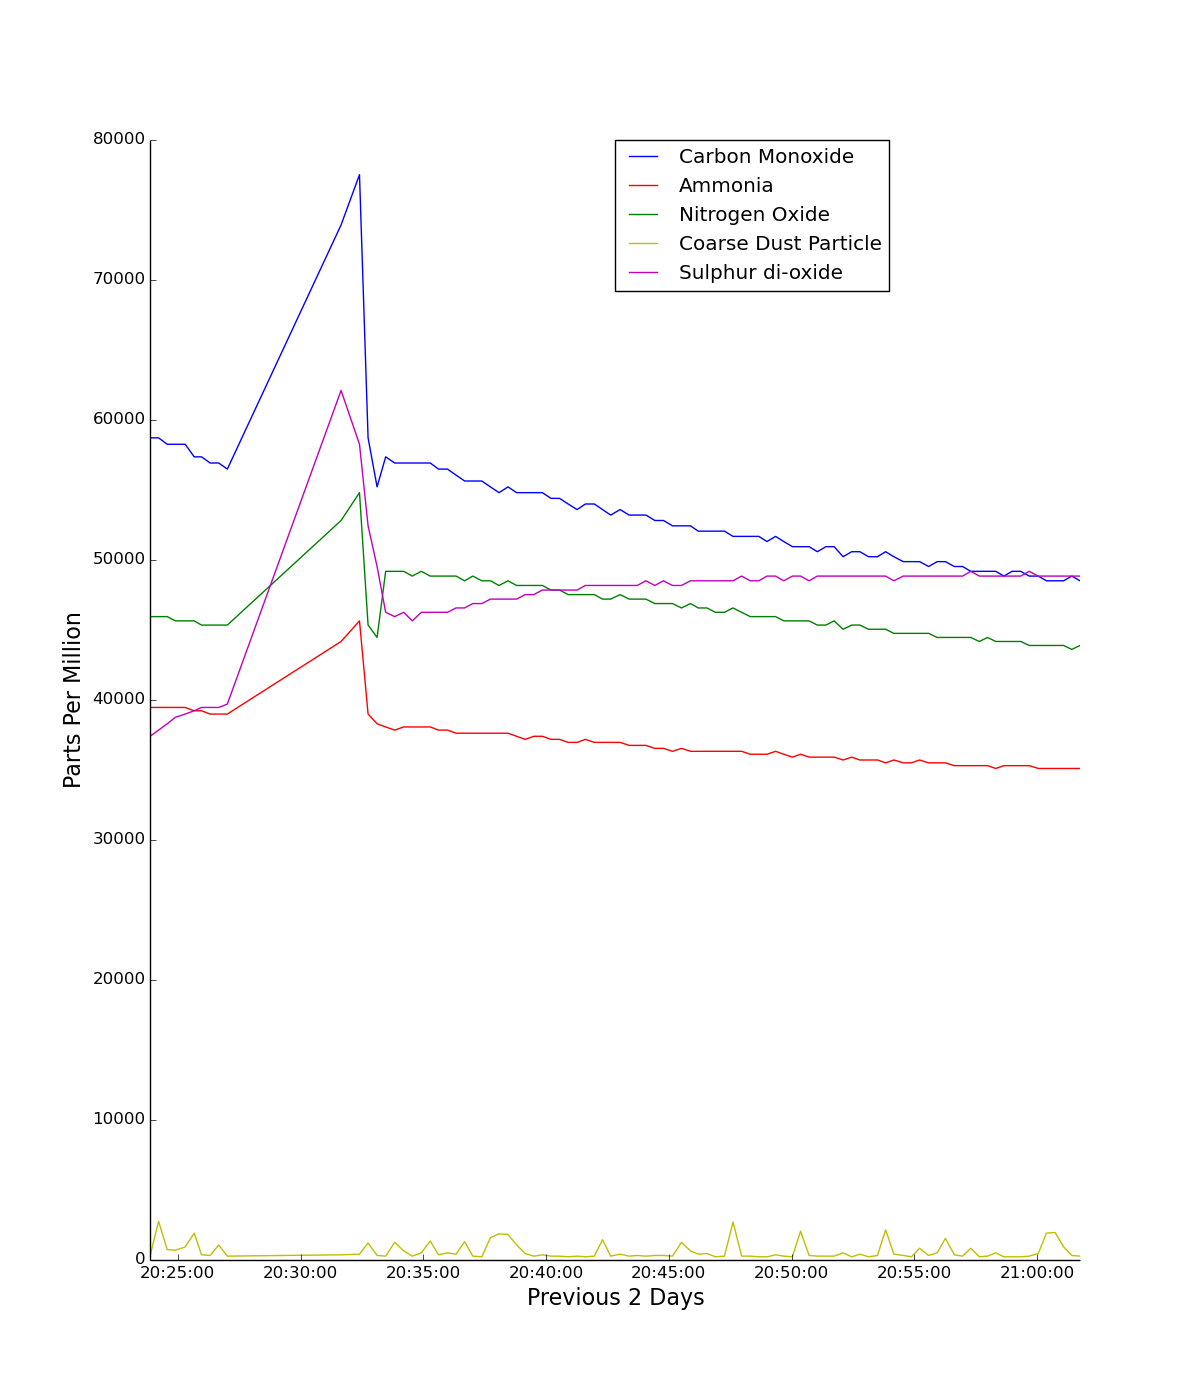 80000
70000
60000
50000
40000
30000
20000
10000
0
Parts Per Million
Carbon Monoxide
Ammonia
Nitrogen Oxide
Coarse Dust Particle
Sulphur di-oxide
20:25:00 20:30:00 20:35:00 20:40:00 20:45:00 20:50:00 20:55:00 21:00:00
Previous 2 Days